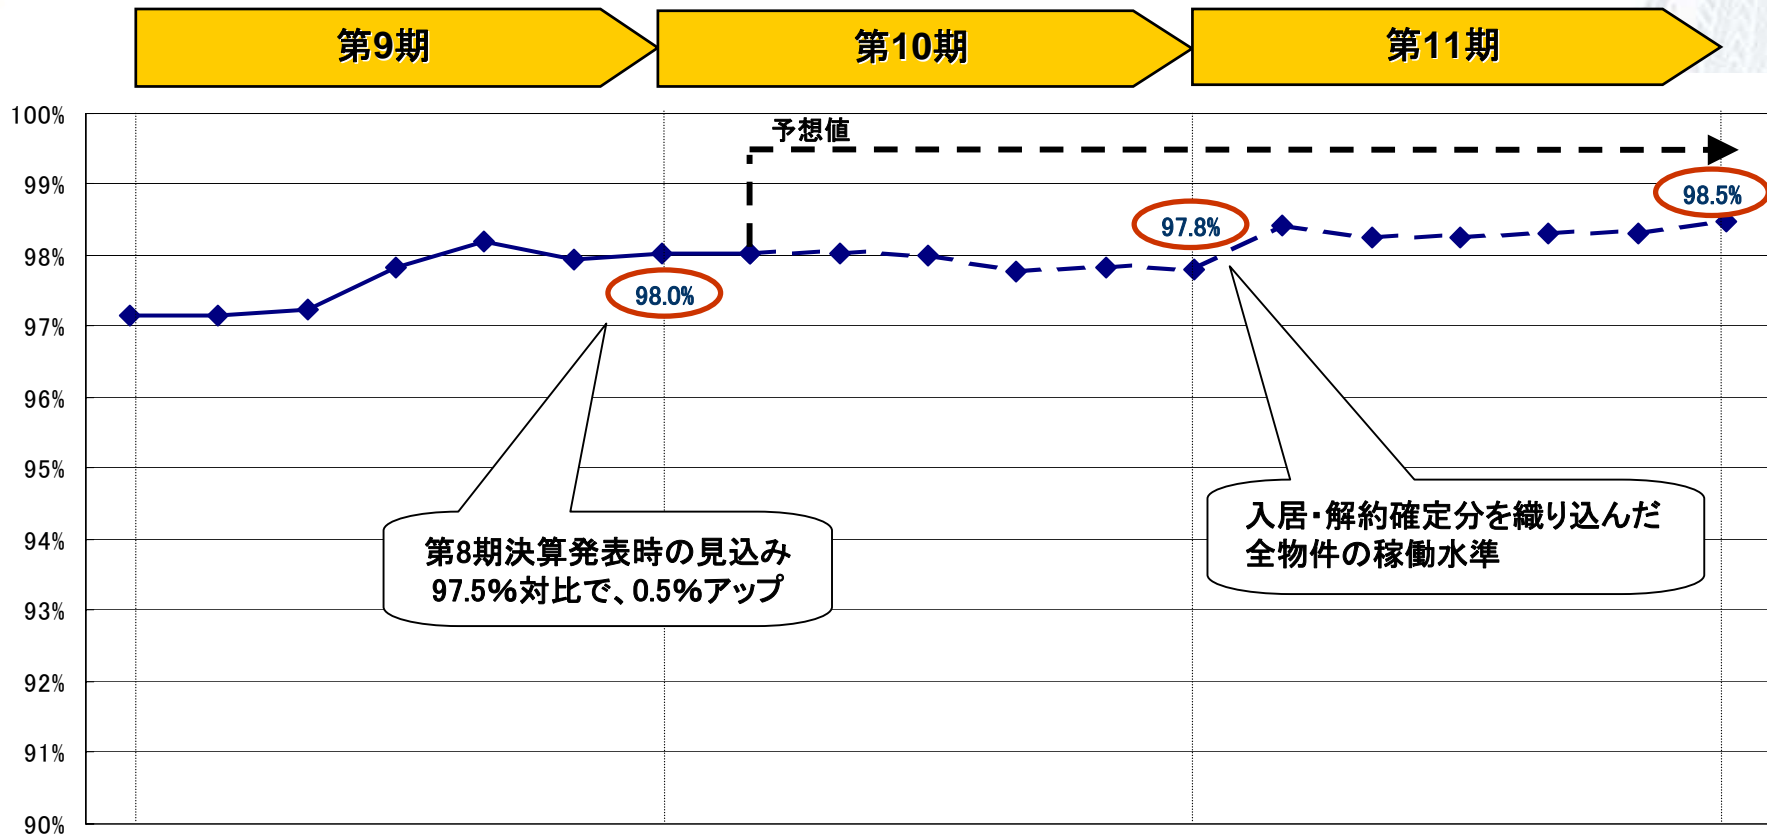 第9期
第10期
第11期
100%
99%
98%
97%
96%
95%
94%
93%
92%
91%
90%
予想値
98.0%
97.8%
98.5%
第8期決算発表時の見込み
97.5%対比で、0.5%アップ
入居・解約確定分を織り込んだ
全物件の稼働水準